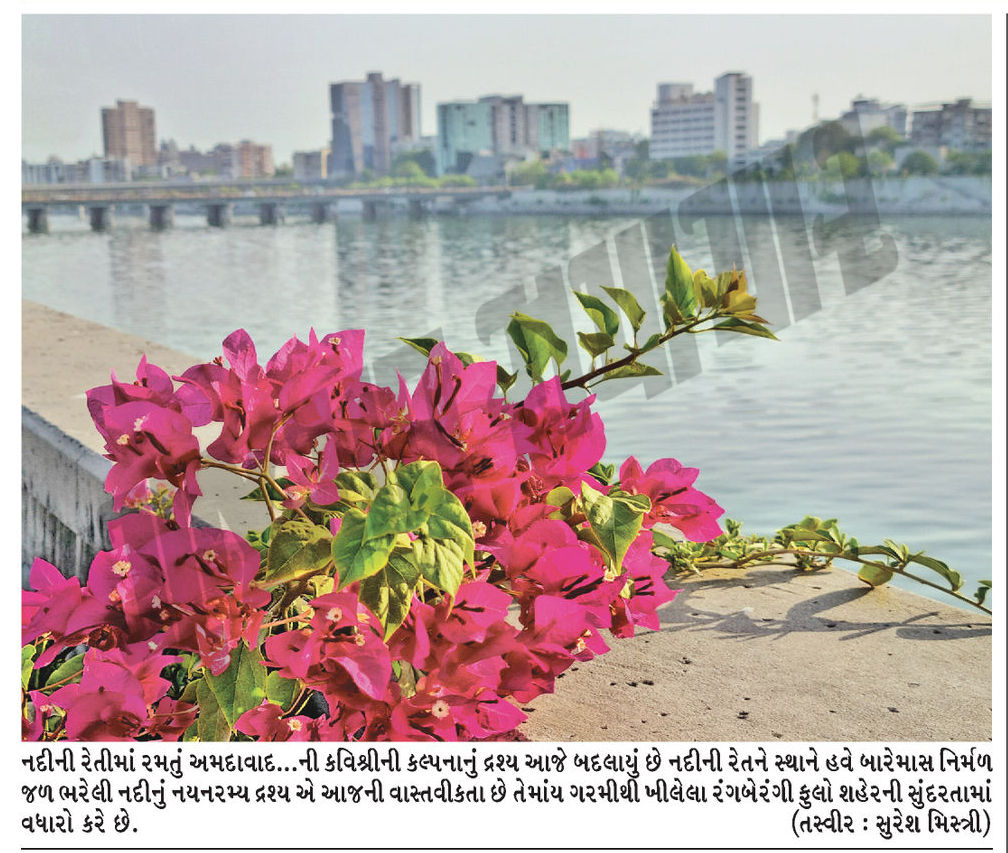 નદીની રેતીમાં રમતું અમદાવાદ...ની કવિશ્રીની કલ્પનાનું દ્રશ્ય આજે બદલાયું છે નદીની રેતને સ્થાને હવે બારેમાસ નિર્મળ
જળ ભરેલી નદીનું નયનરમ્ય દ્રશ્ય એ આજની વાસ્તવીકતા છે તેમાંય ગરમીથી ખીલેલા રંગબેરંગી ફુલો શહેરની સુંદરતામાં
વધારો કરે છે. (તસ્વીર : સુરેશ મિસ્ત્રી)